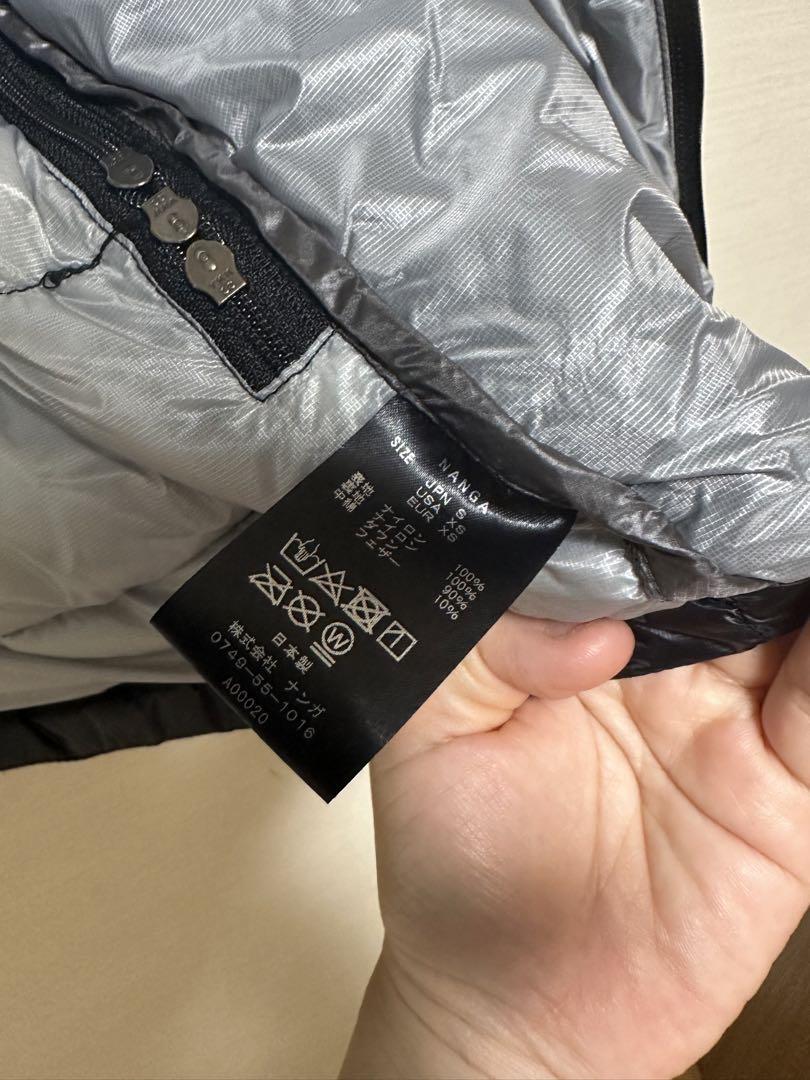 NANGA
SIZE JPN S
USA XS
EUR XS
表地 ナイロン 100%
裏地 ナイロン 100%
中綿 ダウン 90%
フェザー 10%
W
日本製
株式会社 ナンガ
0749-55-1016
A00020